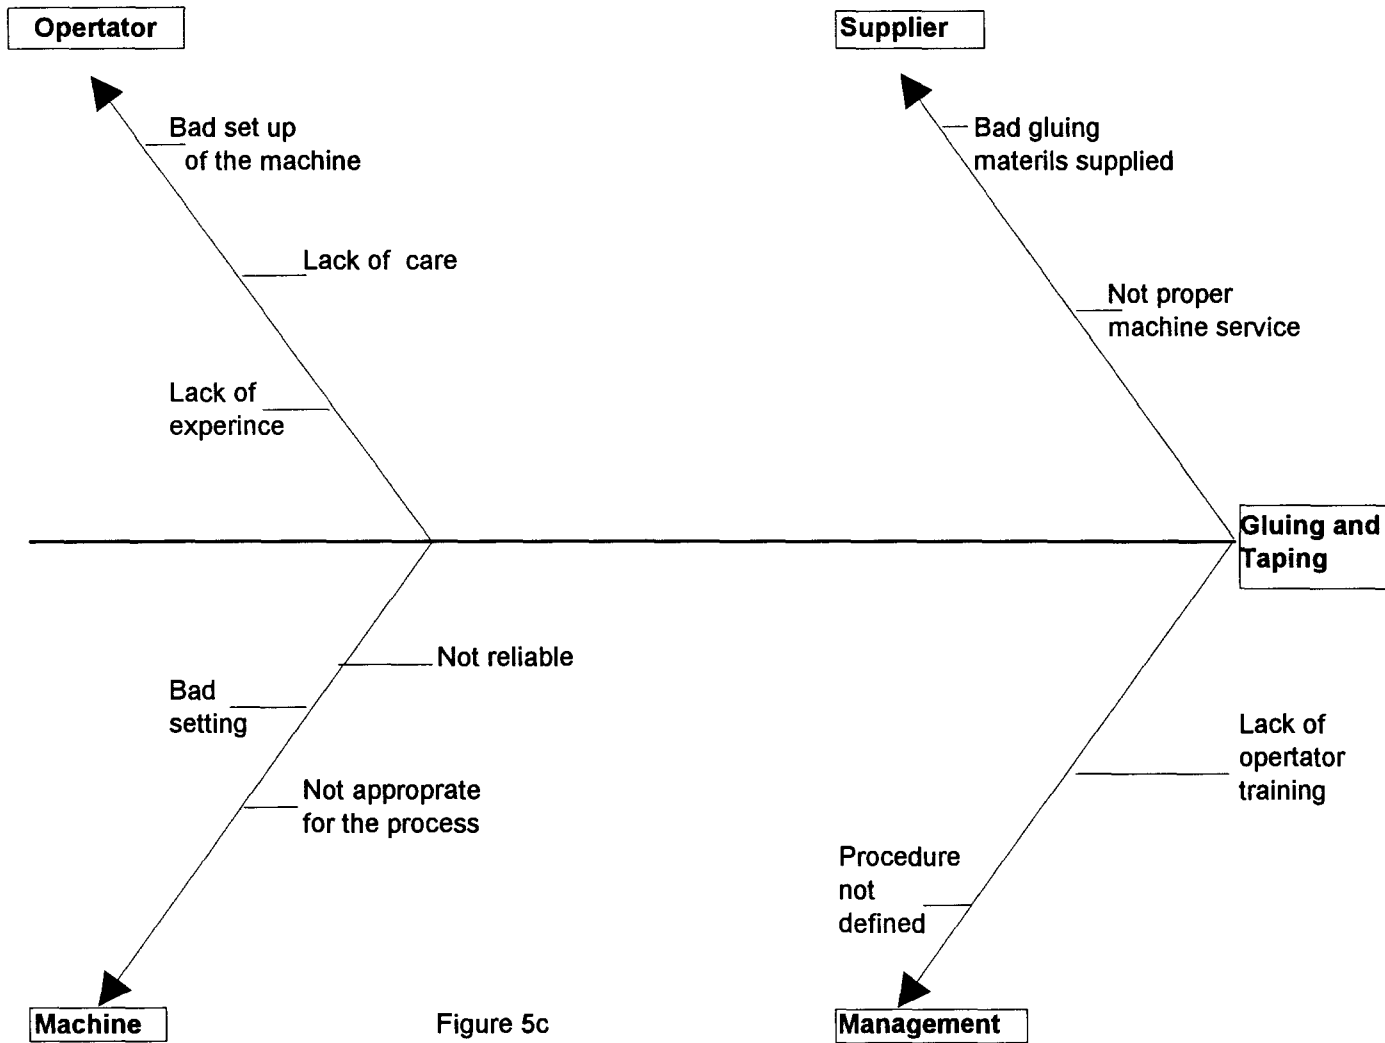 Opertator
Supplier
Bad set up
of the machine
Bad gluing
materils supplied
Lack of care
Not proper
machine service
Lack of
experince
Gluing and
Taping
Not reliable
Bad
setting
Lack of
opertator
training
Not approprate
for the process
Procedure
not
defined
Machine
Figure 5c
Management